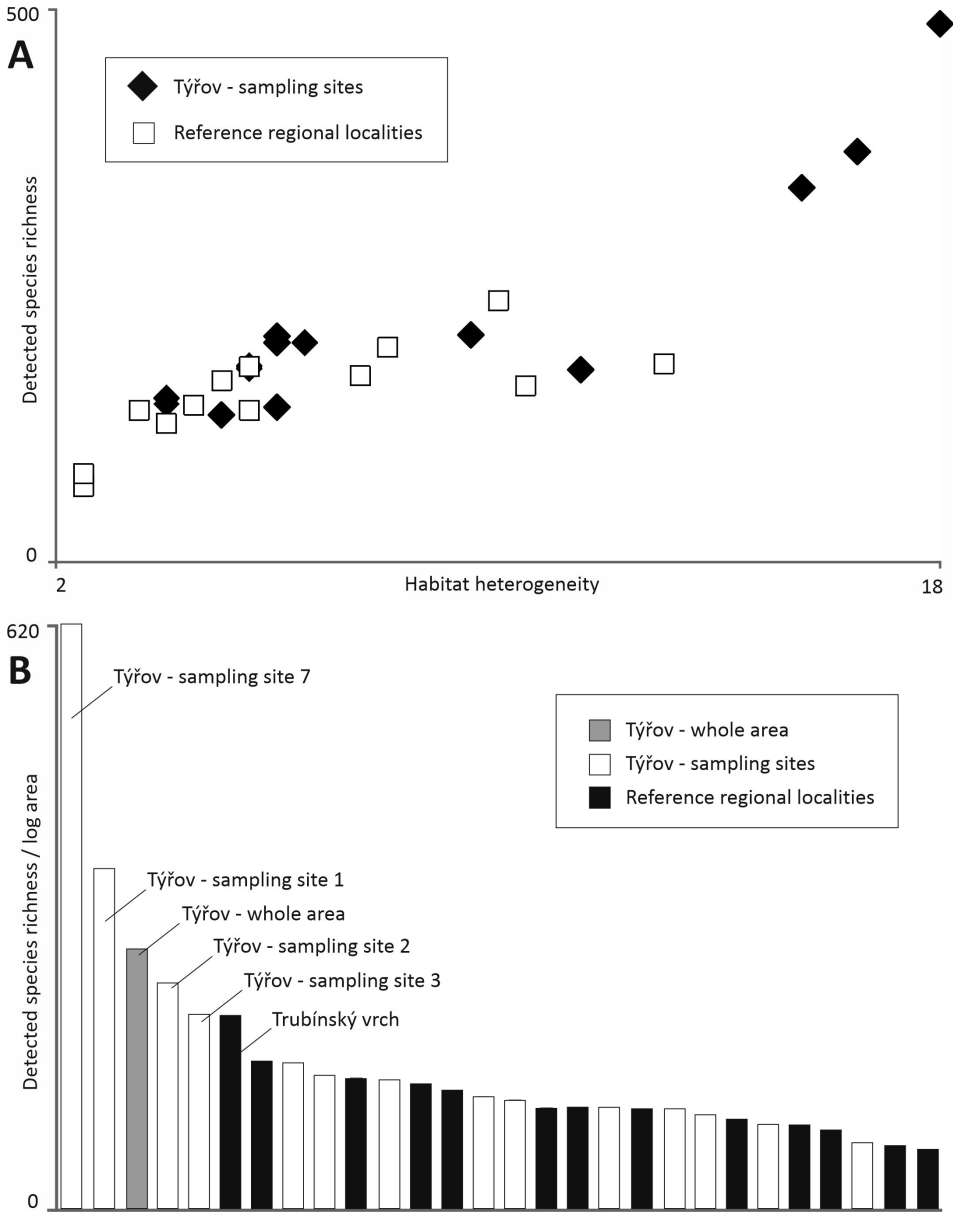 500
A
Týřov - sampling sites
Reference regional localities
Detected species richness
0
2
Habitat heterogeneity
18
620
B
Týřov - sampling site 7
Týřov - whole area
Týřov - sampling sites
Reference regional localities
Týřov - sampling site 1
Týřov - whole area
Týřov - sampling site 2
Týřov - sampling site 3
Trubínský vrch
Detected species richness / log area
0